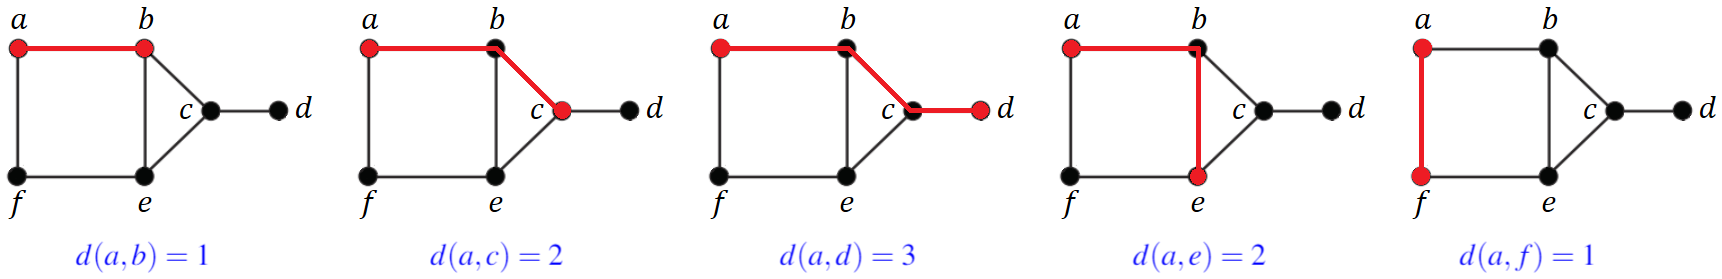 a b a b a b a b a b
c d c d c d c d c d
f e f e f e f e f e
d(a,b) = 1 d(a,c) = 2 d(a,d) = 3 d(a,e) = 2 d(a,f) = 1